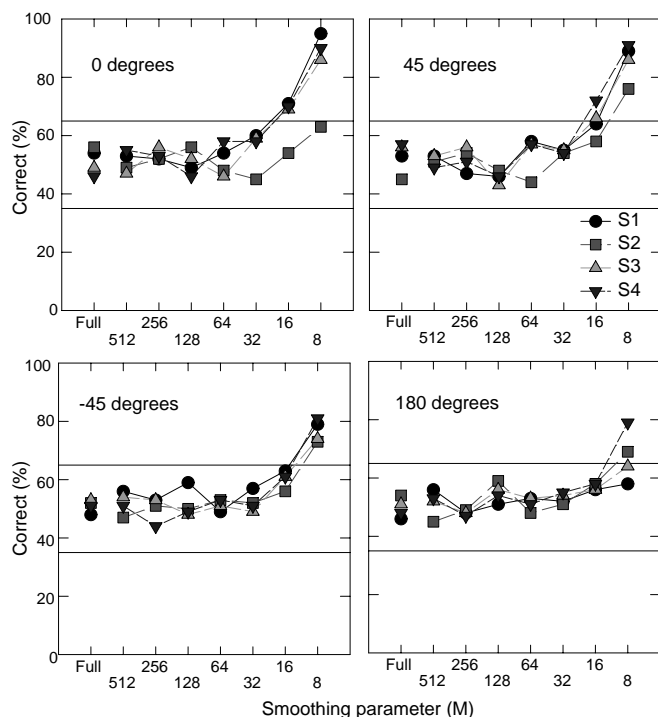 100
80
60
40
20
0
Correct (%)
0 degrees
Full 512 256 128 64 32 16 8
45 degrees
S1
S2
S3
S4
Full 512 256 128 64 32 16 8
100
80
60
40
20
0
Correct (%)
-45 degrees
Full 512 256 128 64 32 16 8
180 degrees
Full 512 256 128 64 32 16 8
Smoothing parameter (M)